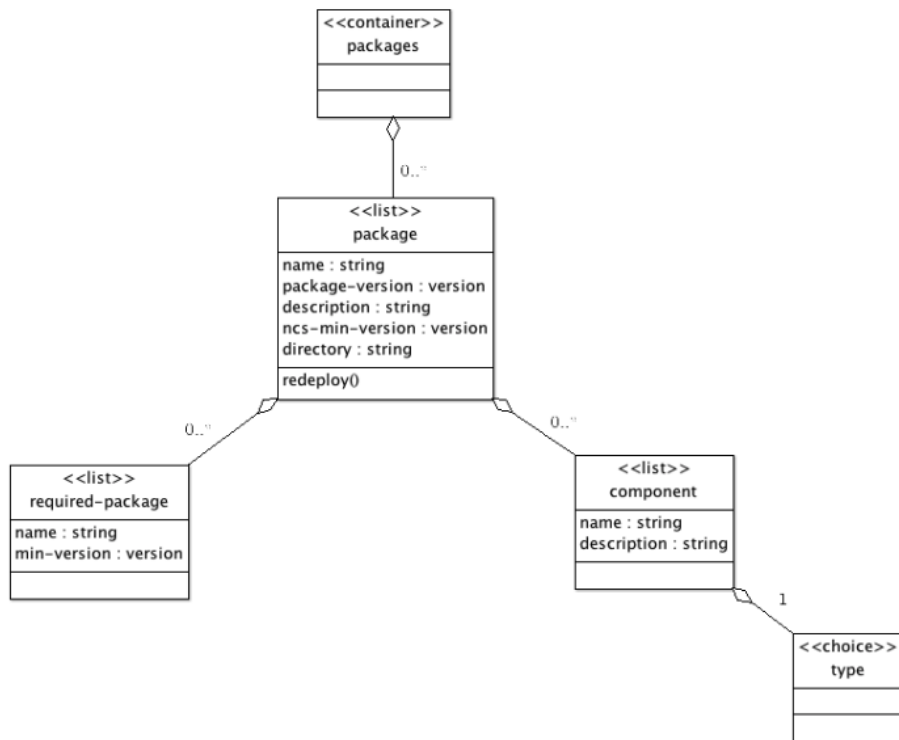 <<container>>
packages
0..*
<<list>>
package
name : string
package-version : version
description : string
ncs-min-version : version
directory : string
redeploy()
0..*
0..*
<<list>>
required-package
name : string
min-version : version
<<list>>
component
name : string
description : string
1
<<choice>>
type